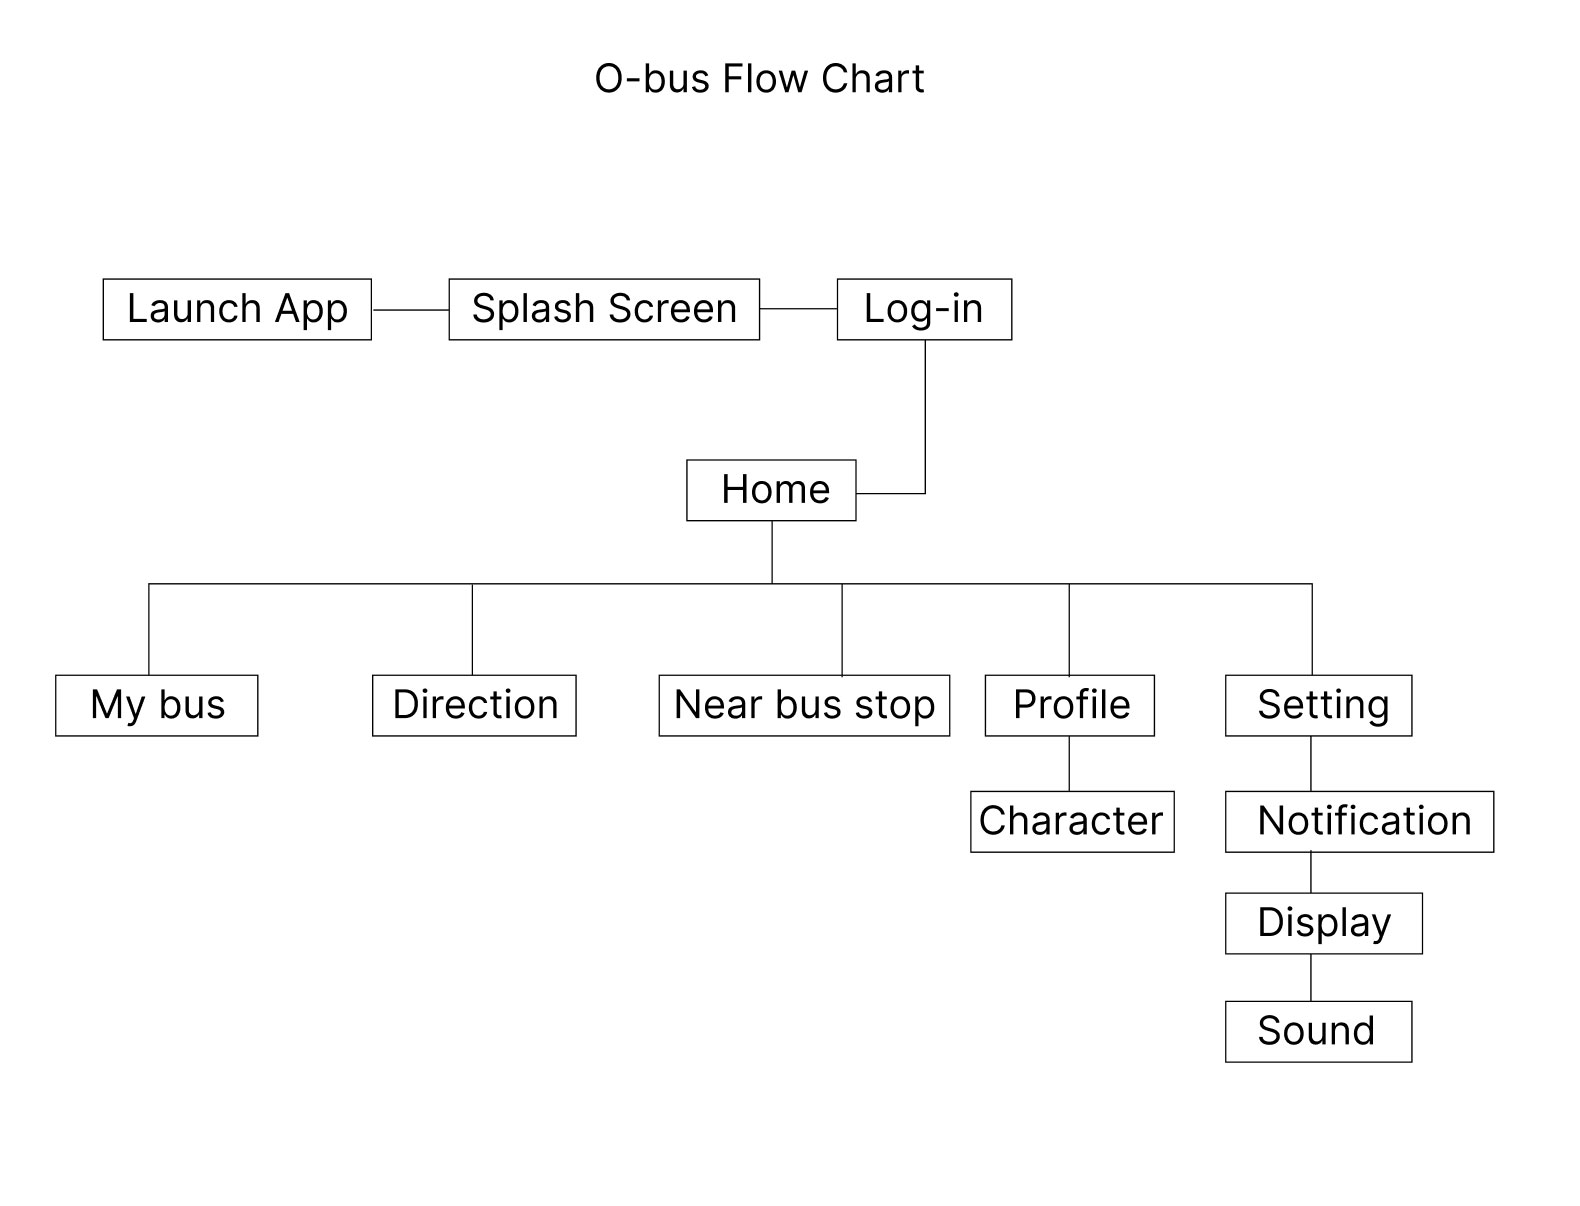 O-bus Flow Chart
Launch App
Splash Screen
Log-in
Home
My bus
Direction
Near bus stop
Profile
Setting
Character
Notification
Display
Sound